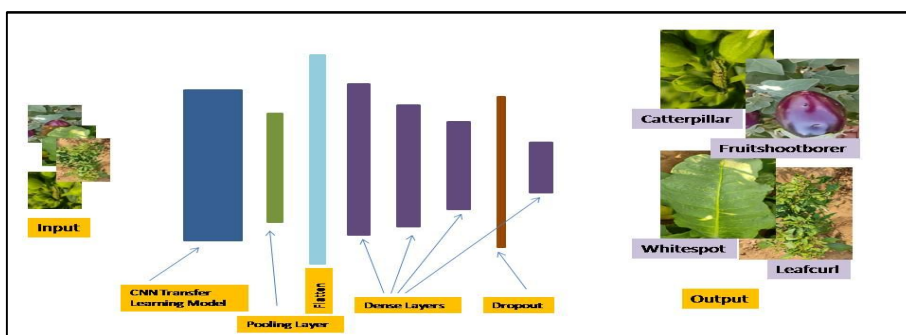 Input
CNN Transfer
Learning Model
Pooling Layer
Flatten
Dense Layers
Dropout
Catterpillar
Fruitshootborer
Whitespot
Leafcurl
Output